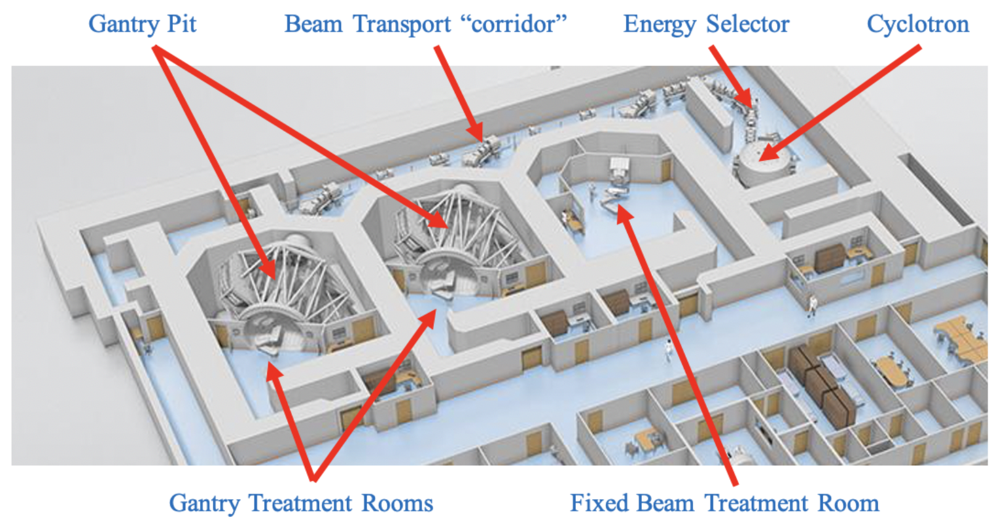 Gantry Pit
Beam Transport “corridor”
Energy Selector
Cyclotron
Gantry Treatment Rooms
Fixed Beam Treatment Room